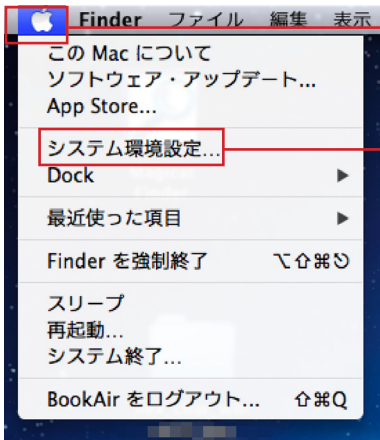 Finder ファイル 編集 表示
この Mac について
ソフトウェア・アップデート...
App Store...
システム環境設定...
Dock ▶
最近使った項目 ▶
Finder を強制終了 ⌥⇧⌘⎋
スリープ
再起動...
システム終了...
BookAir をログアウト... ⇧⌘Q